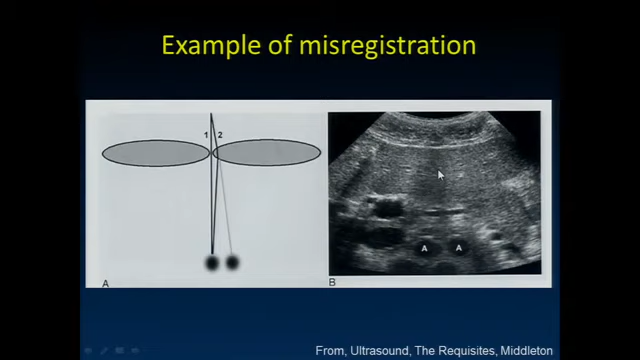 Example of misregistration
1 2
A
A A
B
From, Ultrasound, The Requisites, Middleton